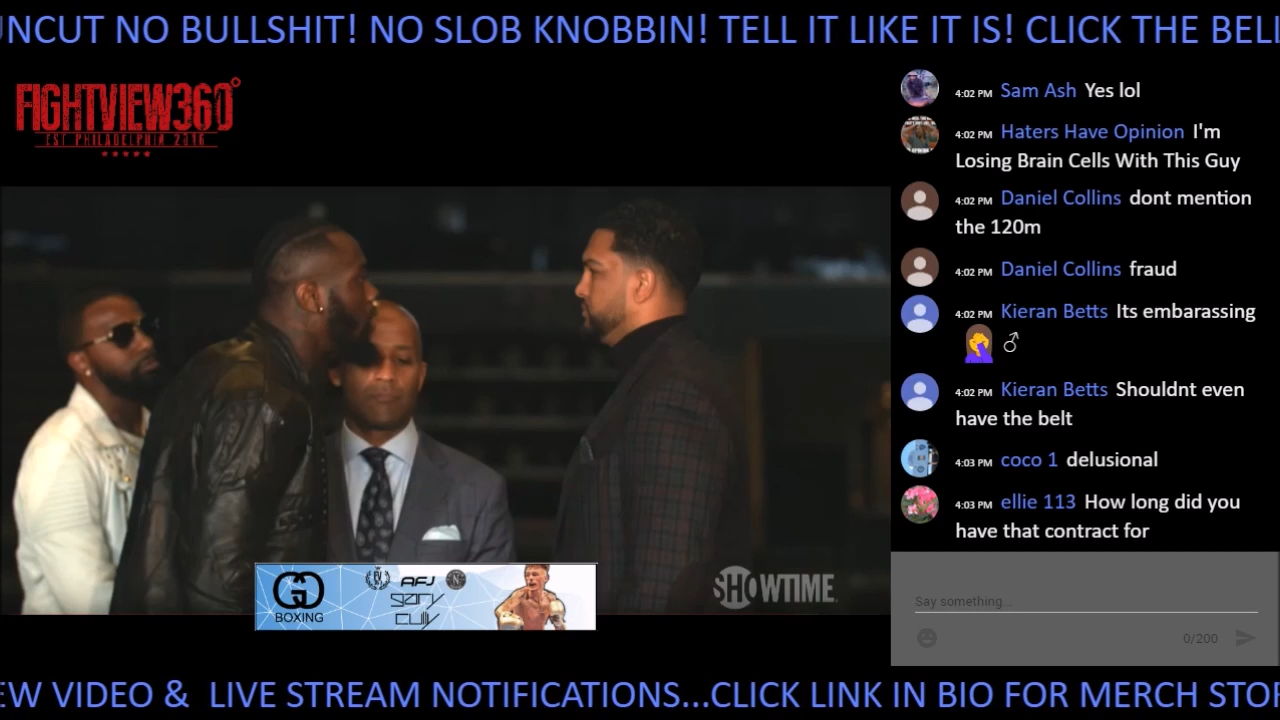 UNCUT NO BULLSHIT! NO SLOB KNOBBIN! TELL IT LIKE IT IS! CLICK THE BELL
FIGHTVIEW360°
EST PHILADELPHIA
4:02 PM Sam Ash Yes lol
4:02 PM Haters Have Opinion I'm
Losing Brain Cells With This Guy
4:02 PM Daniel Collins dont mention
the 120m
4:02 PM Daniel Collins fraud
4:02 PM Kieran Betts Its embarassing
🤦🏽 ♂
4:02 PM Kieran Betts Shouldnt even
have the belt
4:03 PM coco 1 delusional
4:03 PM ellie 113 How long did you
have that contract for
Say something...
0/200
SHOWTIME
GO
BOXING
AFJ
N
gary
cully
EW VIDEO & LIVE STREAM NOTIFICATIONS...CLICK LINK IN BIO FOR MERCH STOR